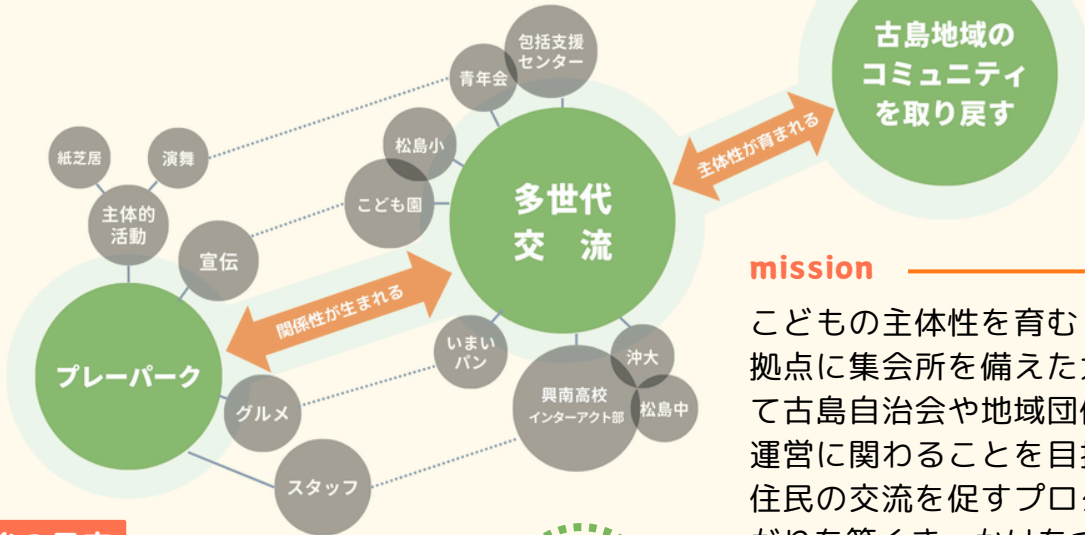 包括支援
センター
青年会
古島地域の
コミュニティ
を取り戻す
主体性が育まれる
松島小
紙芝居
演舞
こども園
多世代
交 流
主体的
活動
宣伝
関係性が生まれる
mission
こどもの主体性を育む
拠点に集会所を備えた
て古島自治会や地域団
運営に関わることを目
住民の交流を促すプロ
いまい
パン
沖大
プレーパーク
グルメ
興南高校
インターアクト部
松島中
スタッフ